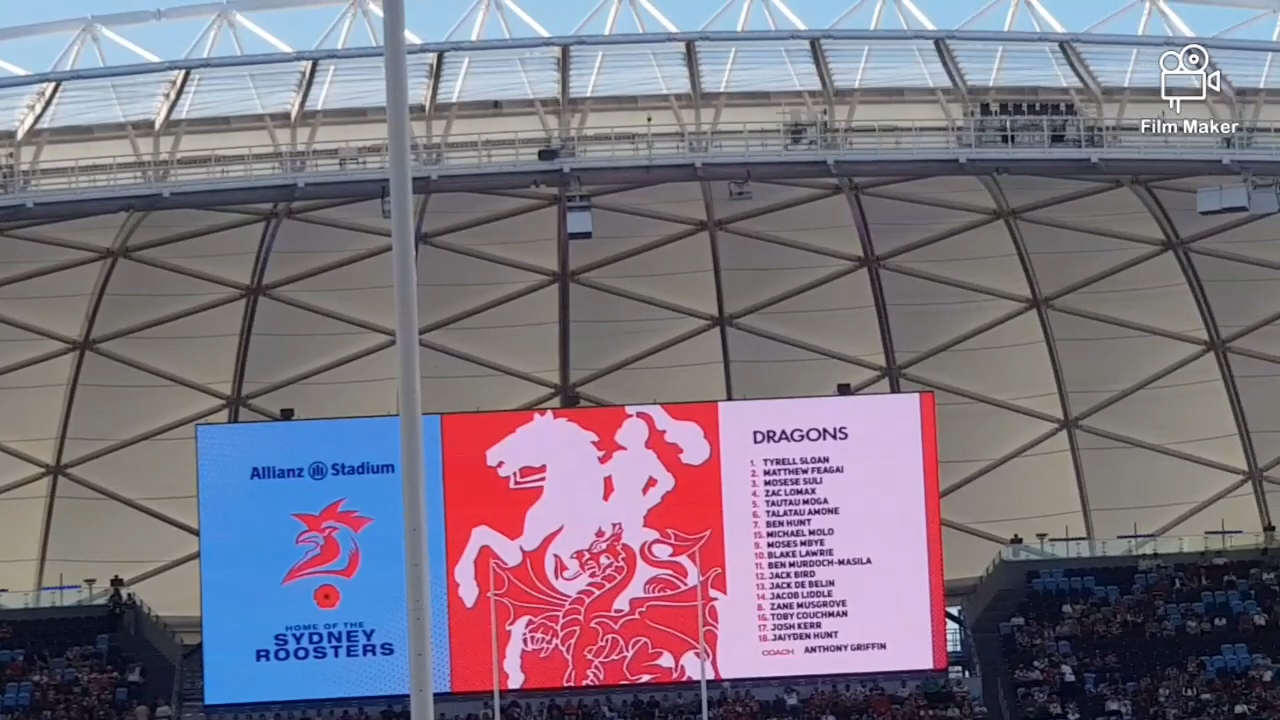 Film Maker
Allianz Stadium
HOME OF THE
SYDNEY
ROOSTERS
DRAGONS
1. TYRELL SLOAN
2. MATTHEW FEAGAI
3. MOSESE SULI
4. ZAC LOMAX
5. TAUTAU MOGA
6. TALATAU AMONE
7. BEN HUNT
15. MICHAEL MOLO
9. MOSES MBYE
10. BLAKE LAWRIE
11. BEN MURDOCH-MASILA
12. JACK BIRD
13. JACK DE BELIN
14. JACOB LIDDLE
8. ZANE MUSGROVE
16. TOBY COUCHMAN
17. JOSH KERR
18. JAIYDEN HUNT
COACH ANTHONY GRIFFIN